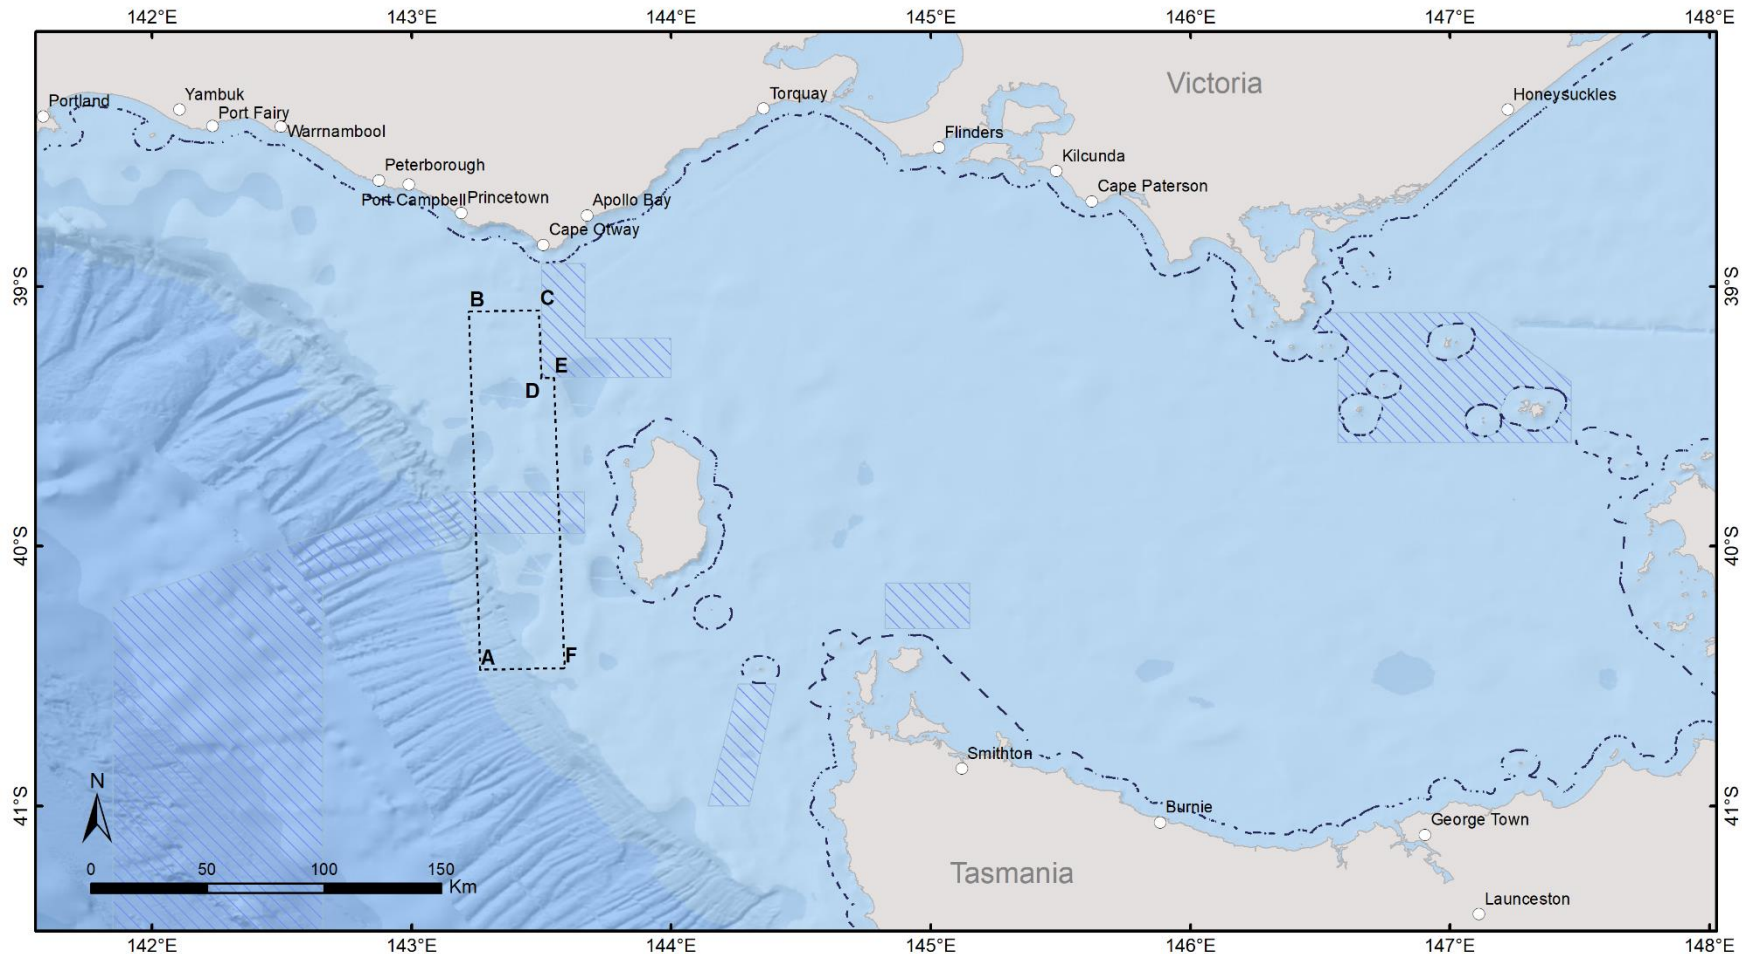 142°E
143°E
144°E
145°E
146°E
147°E
148°E
Victoria
Portland
Yambuk
Port Fairy
Warrnambool
Torquay
Honeysuckles
Flinders
Peterborough
Kilcunda
Port Campbell
Princetown
Apollo Bay
Cape Paterson
Cape Otway
39°S
39°S
B
C
E
D
40°S
40°S
A
F
Smithton
N
41°S
41°S
Burnie
George Town
Tasmania
0
50
100
150
Km
Launceston
142°E
143°E
144°E
145°E
146°E
147°E
148°E